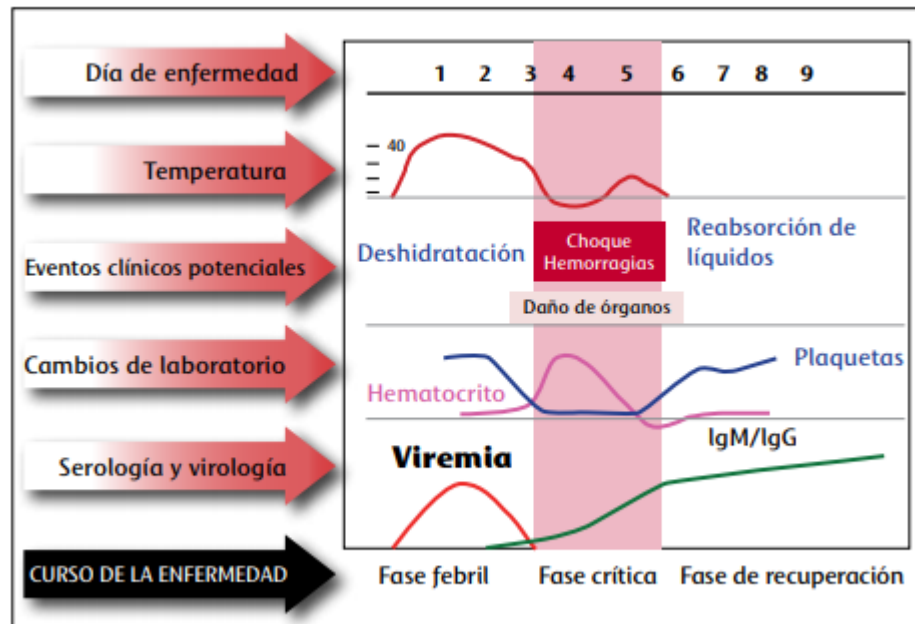 Día de enfermedad
1 2 3 4 5 6 7 8 9
Temperatura
40
Eventos clínicos potenciales
Deshidratación
Choque
Hemorragias
Reabsorción de
líquidos
Daño de órganos
Cambios de laboratorio
Hematocrito
Plaquetas
Serología y virología
Viremia
IgM/IgG
CURSO DE LA ENFERMEDAD
Fase febril
Fase crítica
Fase de recuperación